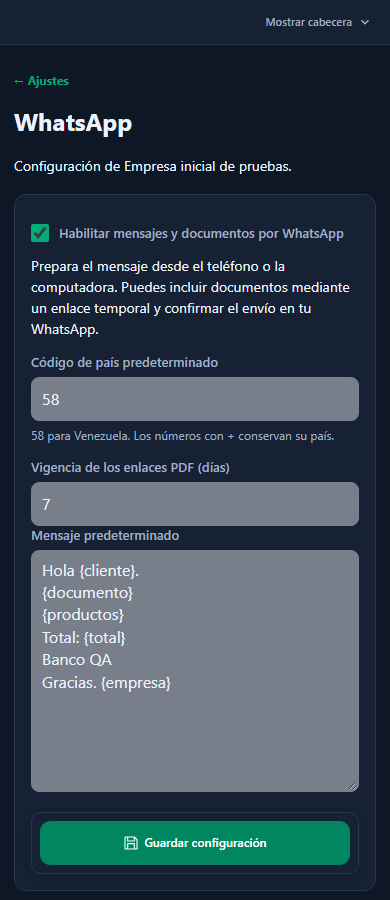 Mostrar cabecera
← Ajustes
WhatsApp
Configuración de Empresa inicial de pruebas.
Habilitar mensajes y documentos por WhatsApp
Prepara el mensaje desde el teléfono o la
computadora. Puedes incluir documentos mediante
un enlace temporal y confirmar el envío en tu
WhatsApp.
Código de país predeterminado
58
58 para Venezuela. Los números con + conservan su país.
Vigencia de los enlaces PDF (días)
7
Mensaje predeterminado
Hola {cliente}.
{documento}
{productos}
Total: {total}
Banco QA
Gracias. {empresa}
Guardar configuración